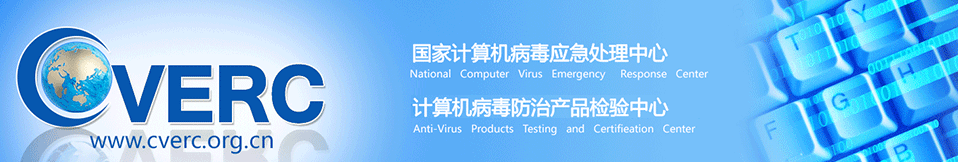 CVERC
www.cverc.org.cn
国家计算机病毒应急处理中心
National Computer Virus Emergency Response Center
计算机病毒防治产品检验中心
Anti-Virus Products Testing and Certifieation Center
T
Y
G
H
F